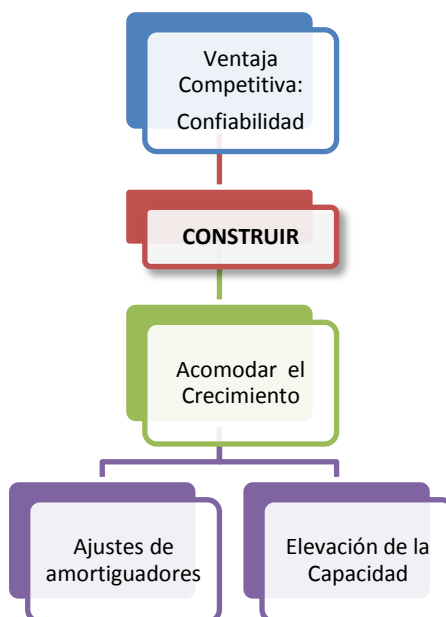 Ventaja
Competitiva:
Confiabilidad
CONSTRUIR
Acomodar el
Crecimiento
Ajustes de
amortiguadores
Elevación de la
Capacidad